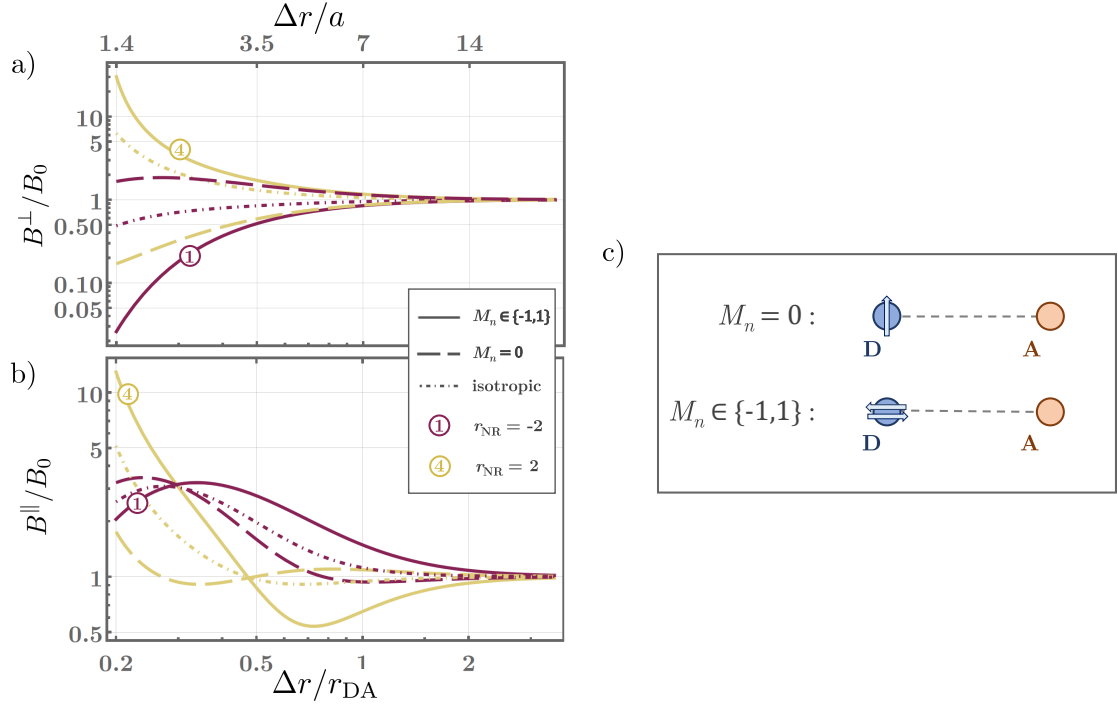 Δr/a
1.4 3.5 7 14
a)
10
5
1
0.50
0.10
0.05
B^⊥/B_0
M_n ∈ {-1,1}
M_n = 0
isotropic
1 r_NR = -2
4 r_NR = 2
4
1
b)
10
5
1
0.5
B^∥/B_0
4
1
0.2 0.5 1 2
Δr/r_DA
c)
M_n = 0 :
D A
M_n ∈ {-1,1} :
D A